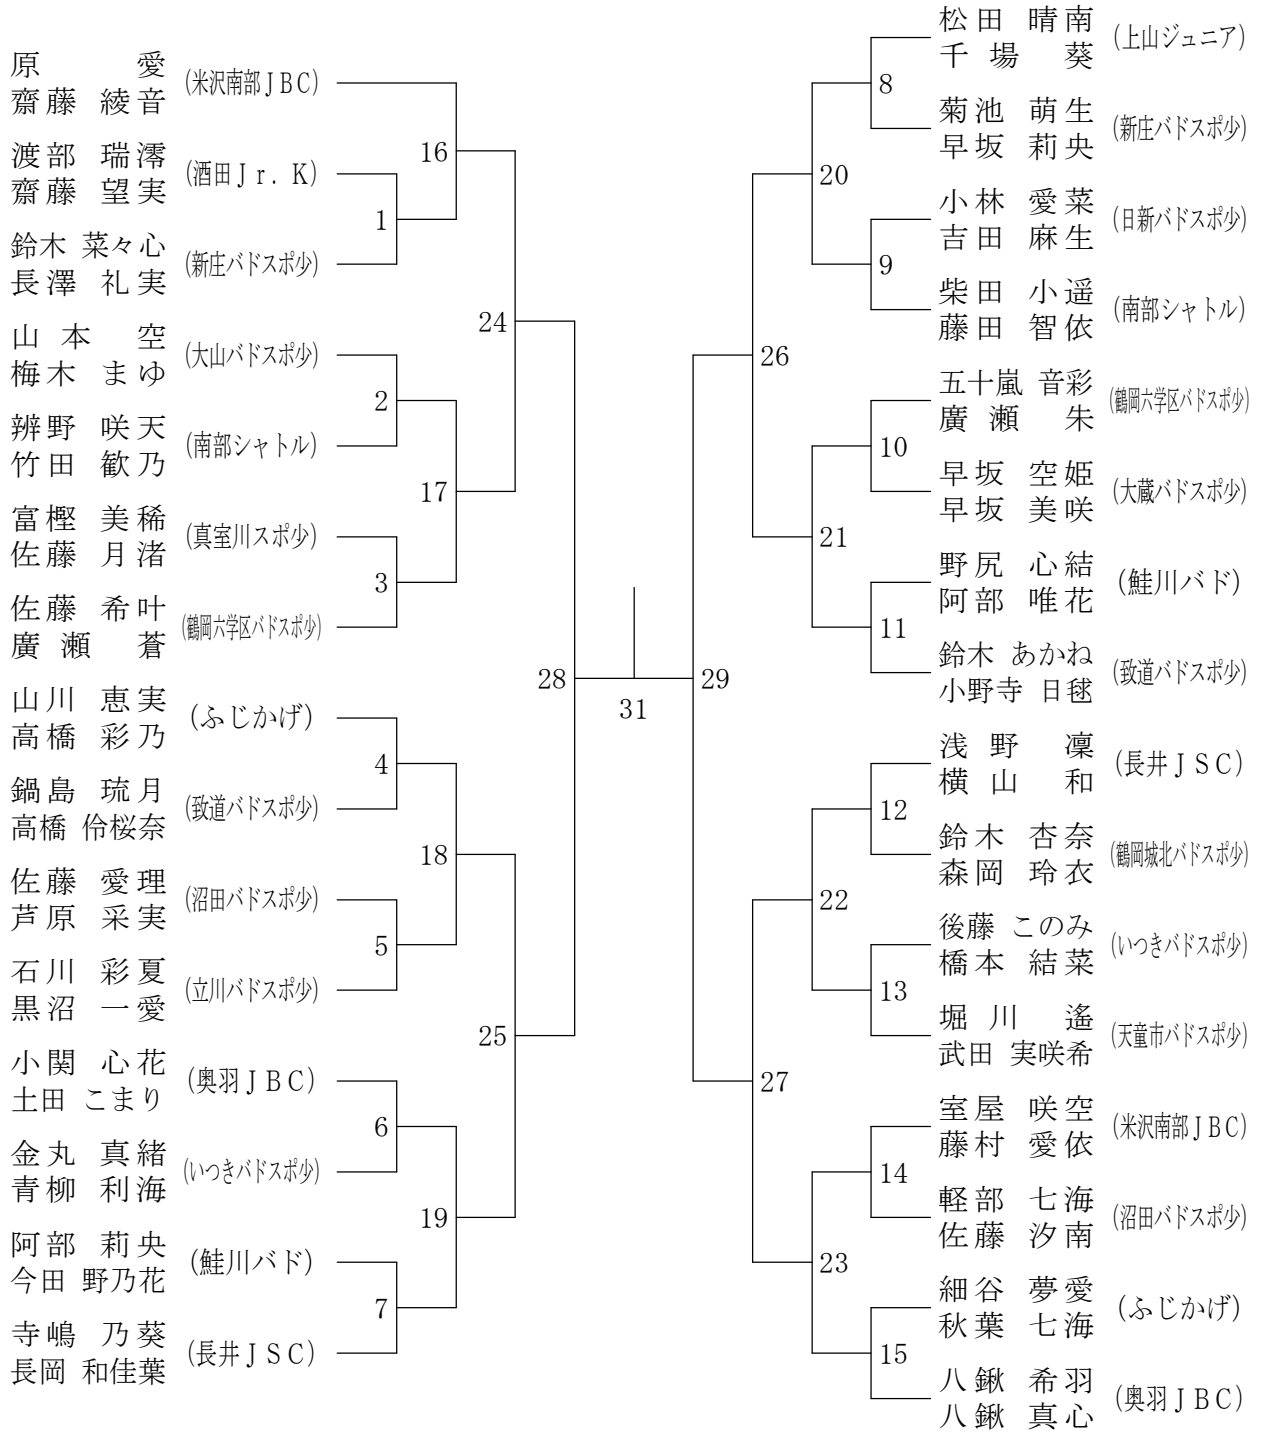 原 愛
齋藤 綾音
(米沢南部JBC)
渡部 瑞澪
齋藤 望実
(酒田Jr.K)
鈴木 菜々心
長澤 礼実
(新庄バドスポ少)
山本 空
梅木 まゆ
(大山バドスポ少)
辨野 咲天
竹田 歓乃
(南部シャトル)
富樫 美稀
佐藤 月渚
(真室川スポ少)
佐藤 希叶
廣瀬 蒼
(鶴岡六学区バドスポ少)
山川 恵実
高橋 彩乃
(ふじかげ)
鍋島 琉月
高橋 伶桜奈
(致道バドスポ少)
佐藤 愛理
芦原 采実
(沼田バドスポ少)
石川 彩夏
黒沼 一愛
(立川バドスポ少)
小関 心花
土田 こまり
(奥羽JBC)
金丸 真緒
青柳 利海
(いつきバドスポ少)
阿部 莉央
今田 野乃花
(鮭川バド)
寺嶋 乃葵
長岡 和佳葉
(長井JSC)
1
2
3
4
5
6
7
16
17
18
19
24
25
28
31
29
26
27
20
21
22
23
8
9
10
11
12
13
14
15
松田 晴南
千場 葵
(上山ジュニア)
菊池 萌生
早坂 莉央
(新庄バドスポ少)
小林 愛菜
吉田 麻生
(日新バドスポ少)
柴田 小遥
藤田 智依
(南部シャトル)
五十嵐 音彩
廣瀬 朱
(鶴岡六学区バドスポ少)
早坂 空姫
早坂 美咲
(大蔵バドスポ少)
野尻 心結
阿部 唯花
(鮭川バド)
鈴木 あかね
小野寺 日毬
(致道バドスポ少)
浅野 凜
横山 和
(長井JSC)
鈴木 杏奈
森岡 玲衣
(鶴岡城北バドスポ少)
後藤 このみ
橋本 結菜
(いつきバドスポ少)
堀川 遙
武田 実咲希
(天童市バドスポ少)
室屋 咲空
藤村 愛依
(米沢南部JBC)
軽部 七海
佐藤 汐南
(沼田バドスポ少)
細谷 夢愛
秋葉 七海
(ふじかげ)
八鍬 希羽
八鍬 真心
(奥羽JBC)